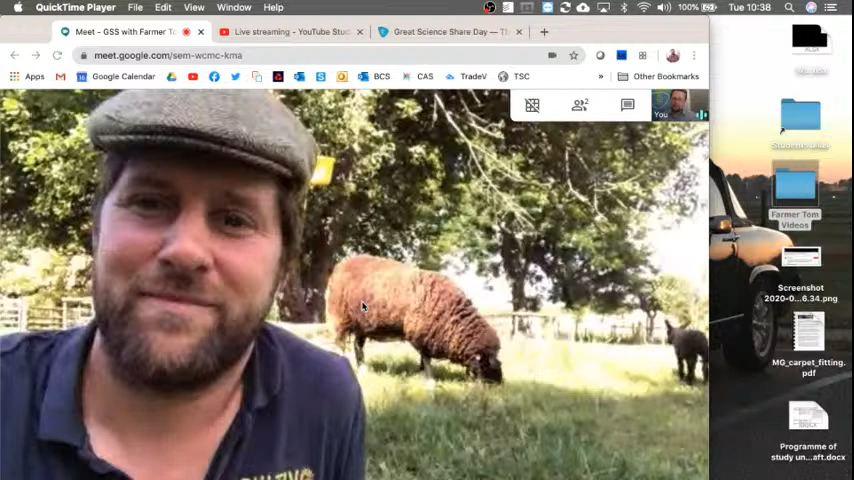 QuickTime Player File Edit View Window Help 100% Tue 10:38
Meet – GSS with Farmer T
Live streaming - YouTube Stud
Great Science Share Day — Th
meet.google.com/sem-wcmc-kma
Apps Google Calendar BCS CAS TradeV TSC » Other Bookmarks
2
You
XLSX
Farmer Tom
Videos
Screenshot
2020-0...6.34.png
MG_carpet_fitting.
pdf
DOCX
Programme of
study un...aft.docx